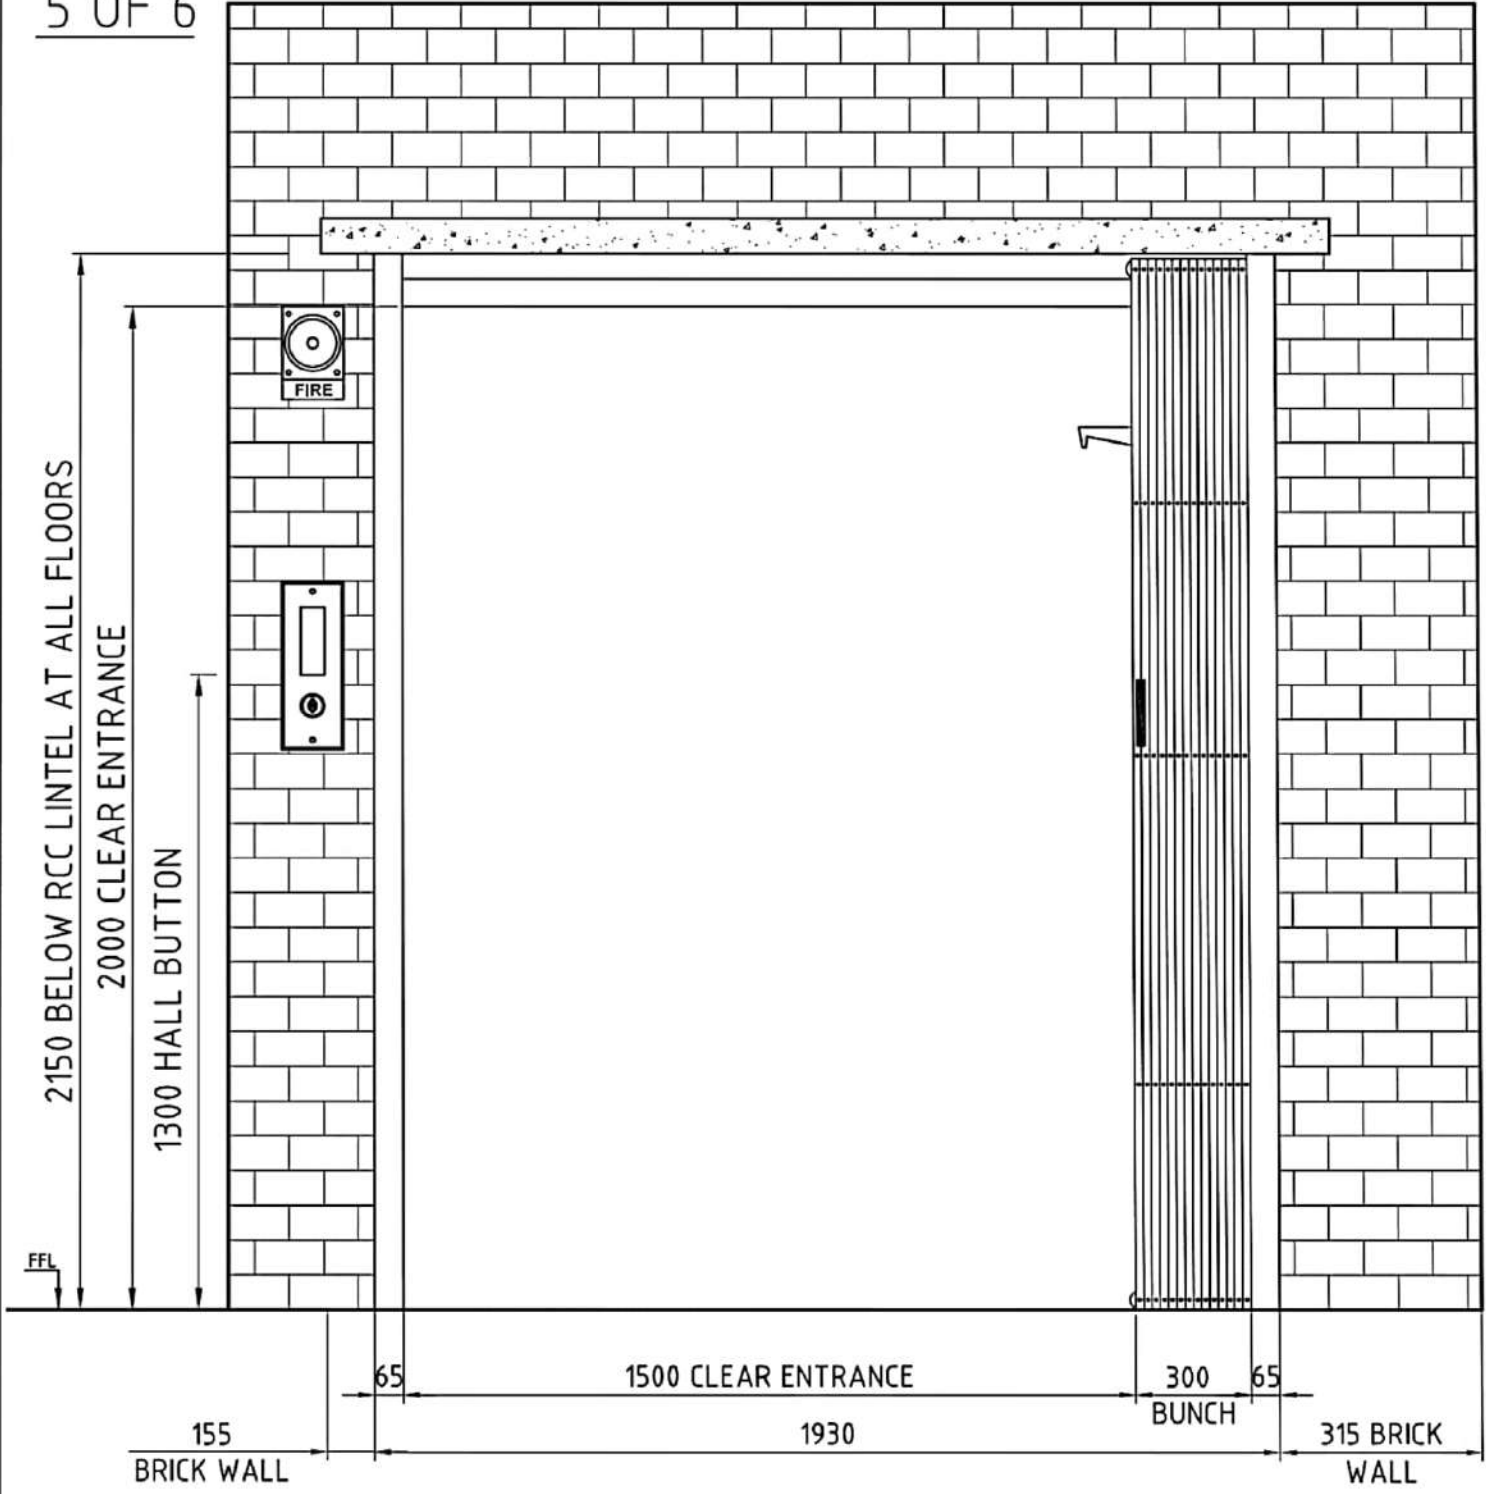 5 OF 6
FIRE
2150 BELOW RCC LINTEL AT ALL FLOORS
2000 CLEAR ENTRANCE
1300 HALL BUTTON
FFL
65
1500 CLEAR ENTRANCE
300
BUNCH
65
155
BRICK WALL
1930
315 BRICK
WALL